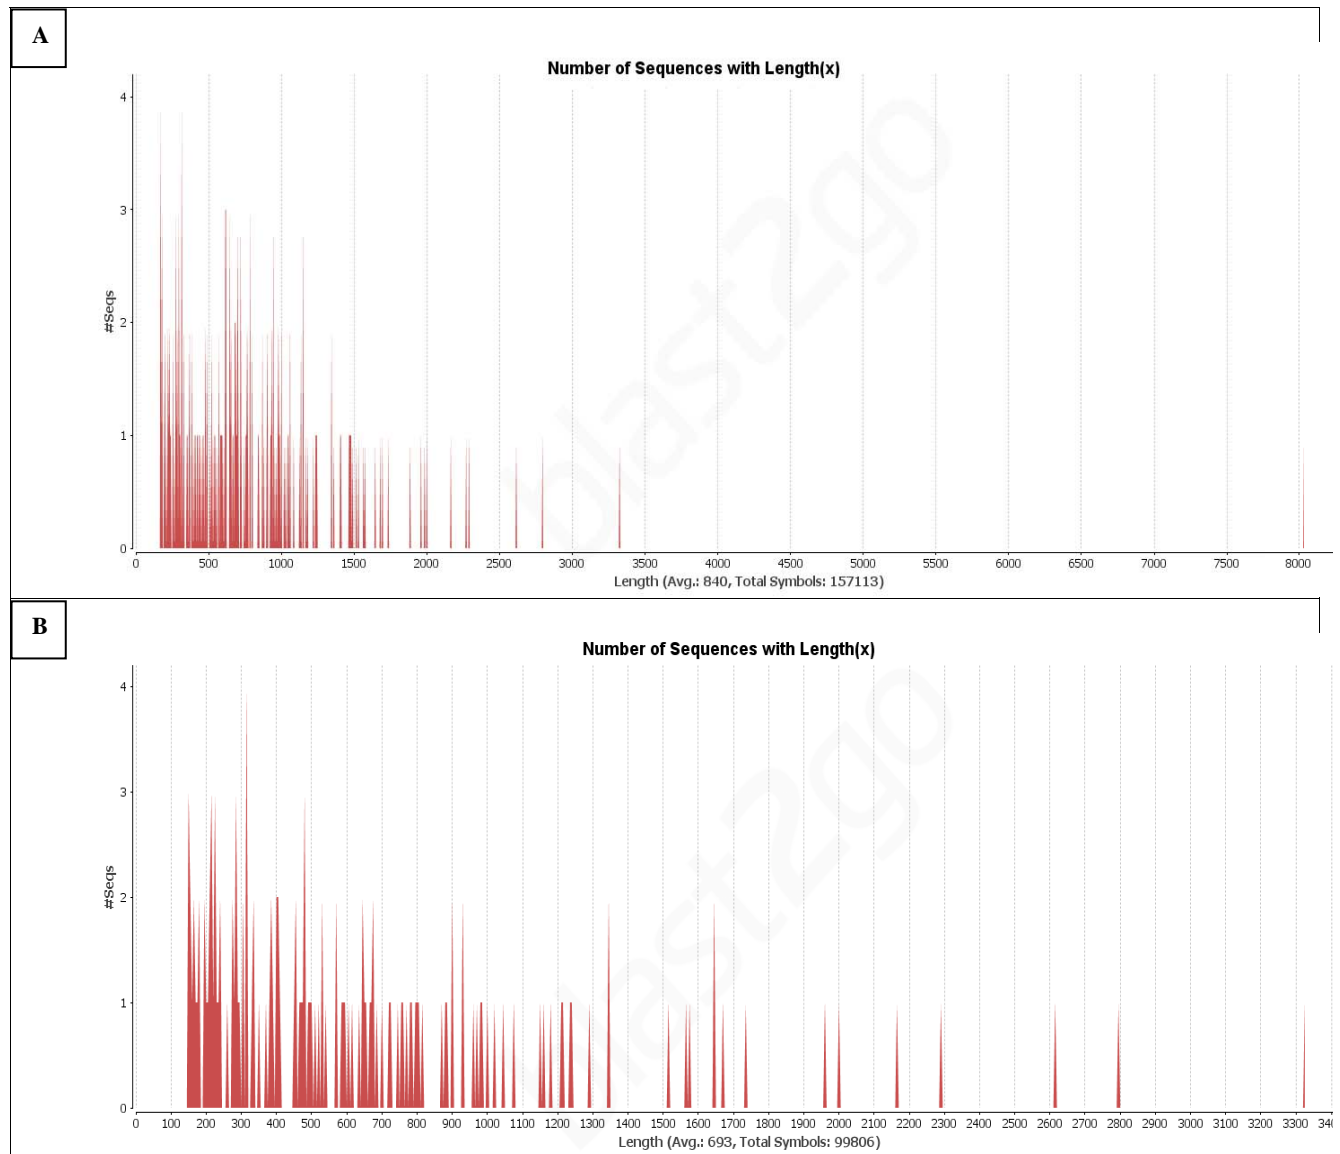 A
Number of Sequences with Length(x)
4
3
2
1
0
#Seqs
0 500 1000 1500 2000 2500 3000 3500 4000 4500 5000 5500 6000 6500 7000 7500 8000
Length (Avg.: 840, Total Symbols: 157113)
blast2go
B
Number of Sequences with Length(x)
4
3
2
1
0
#Seqs
0 100 200 300 400 500 600 700 800 900 1000 1100 1200 1300 1400 1500 1600 1700 1800 1900 2000 2100 2200 2300 2400 2500 2600 2700 2800 2900 3000 3100 3200 3300 340
Length (Avg.: 693, Total Symbols: 99806)
blast2go